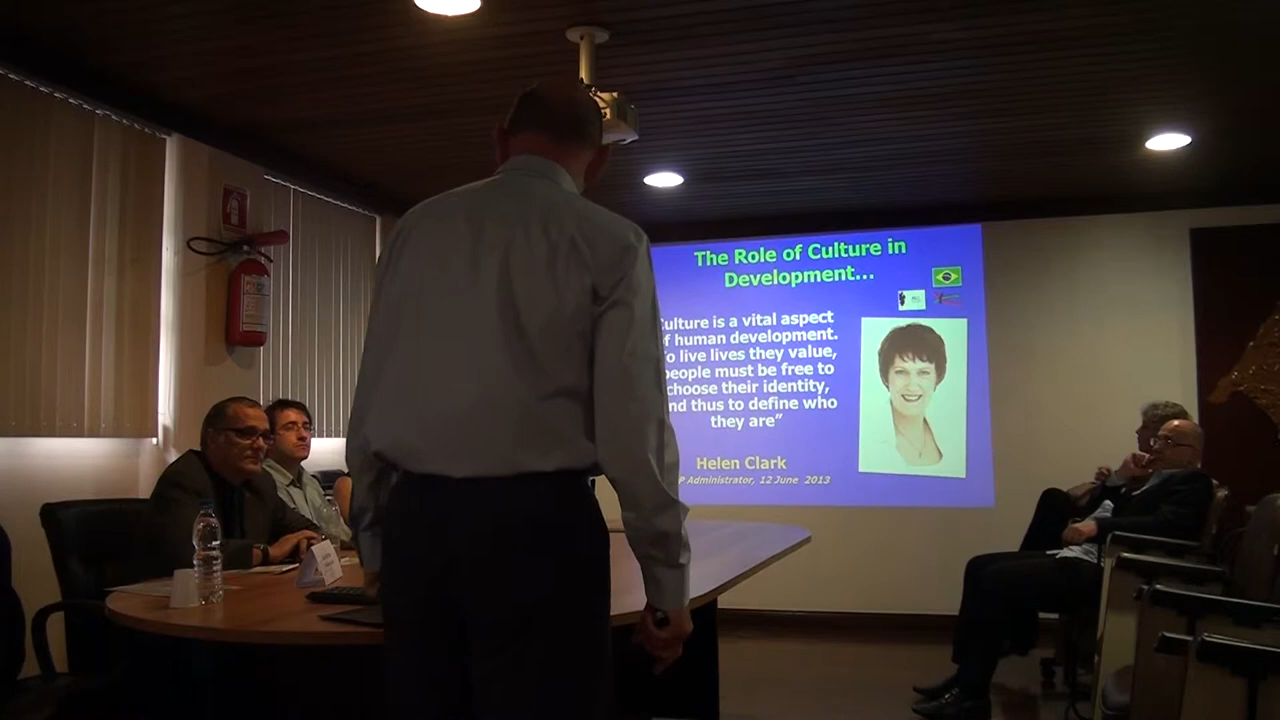 The Role of Culture in
Development...
ulture is a vital aspect
f human development.
o live lives they value,
people must be free to
choose their identity,
nd thus to define who
they are”
Helen Clark
P Administrator, 12 June 2013